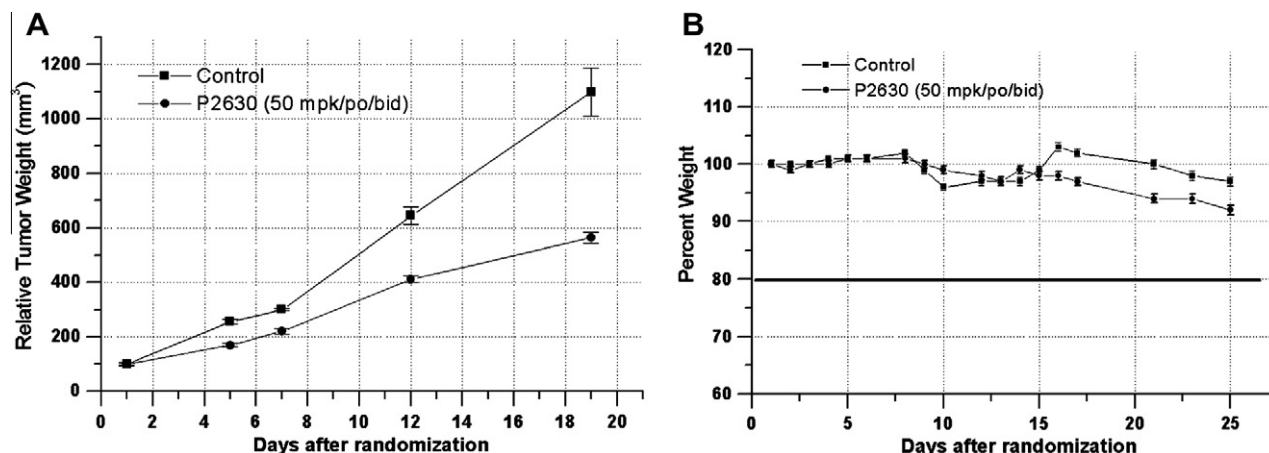 A
Relative Tumor Weight (mm³)
1200
1000
800
600
400
200
0
Control
P2630 (50 mpk/po/bid)
0 2 4 6 8 10 12 14 16 18 20
Days after randomization
B
Percent Weight
120
110
100
90
80
70
60
Control
P2630 (50 mpk/po/bid)
0 5 10 15 20 25
Days after randomization